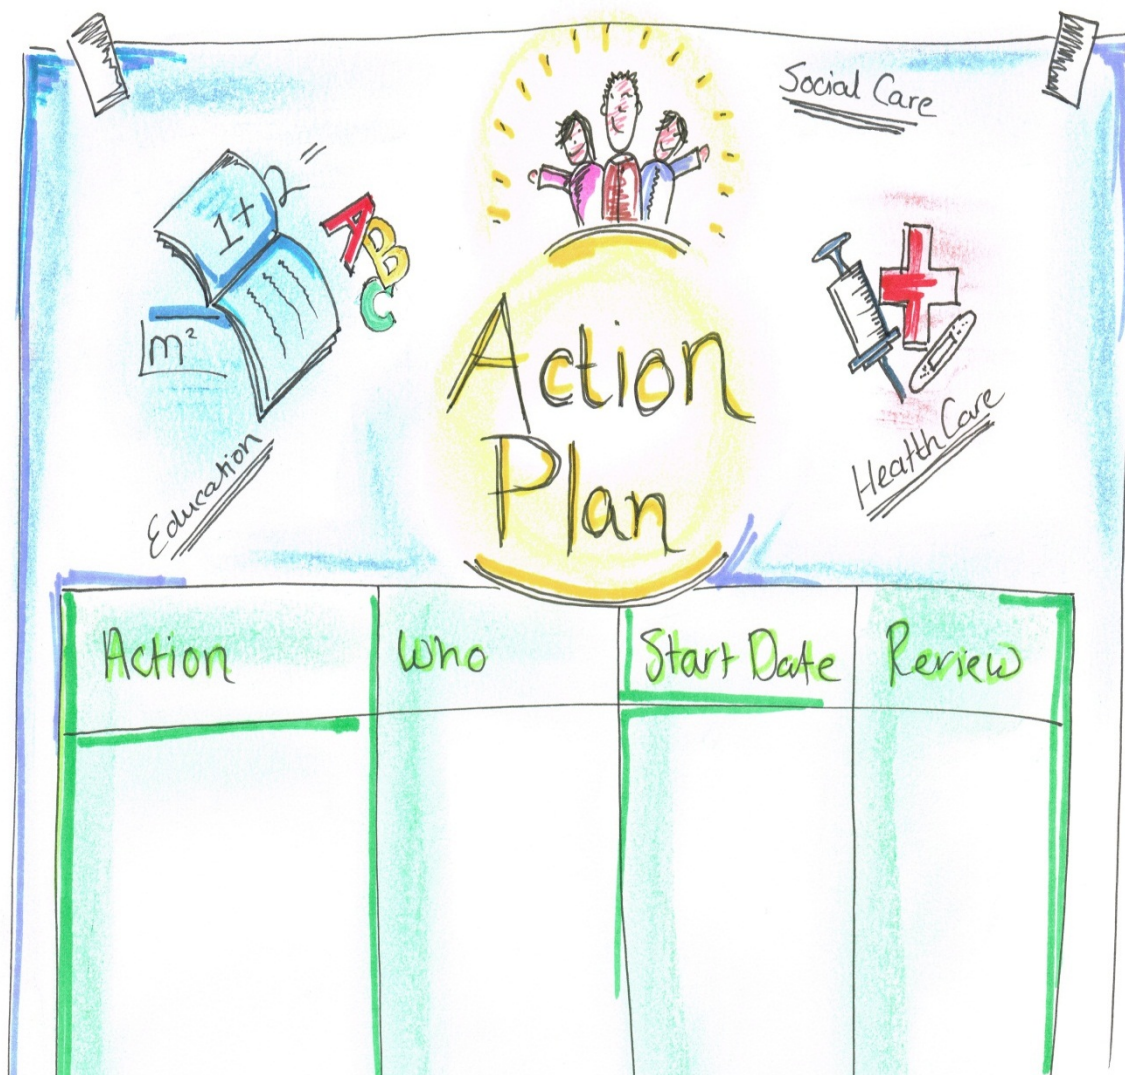 Social Care
1+2=
ABC
m²
Education
Health Care
Action
Plan
Action
Who
Start Date
Review